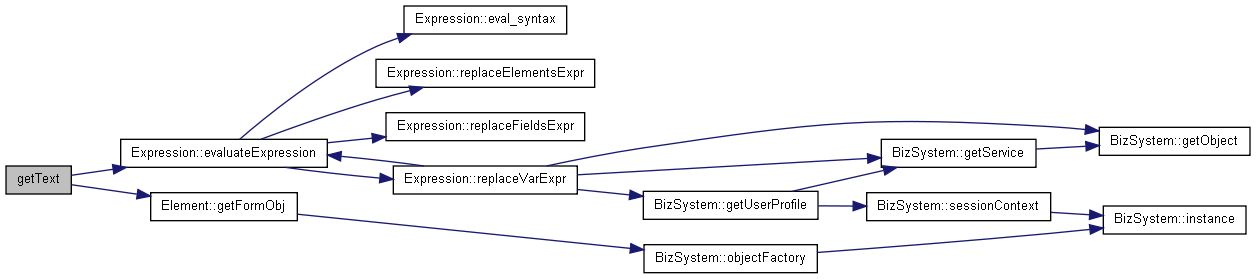 Expression::eval_syntax
Expression::replaceElementsExpr
Expression::replaceFieldsExpr
BizSystem::getObject
Expression::evaluateExpression
BizSystem::getService
getText
Expression::replaceVarExpr
Element::getFormObj
BizSystem::getUserProfile
BizSystem::sessionContext
BizSystem::instance
BizSystem::objectFactory